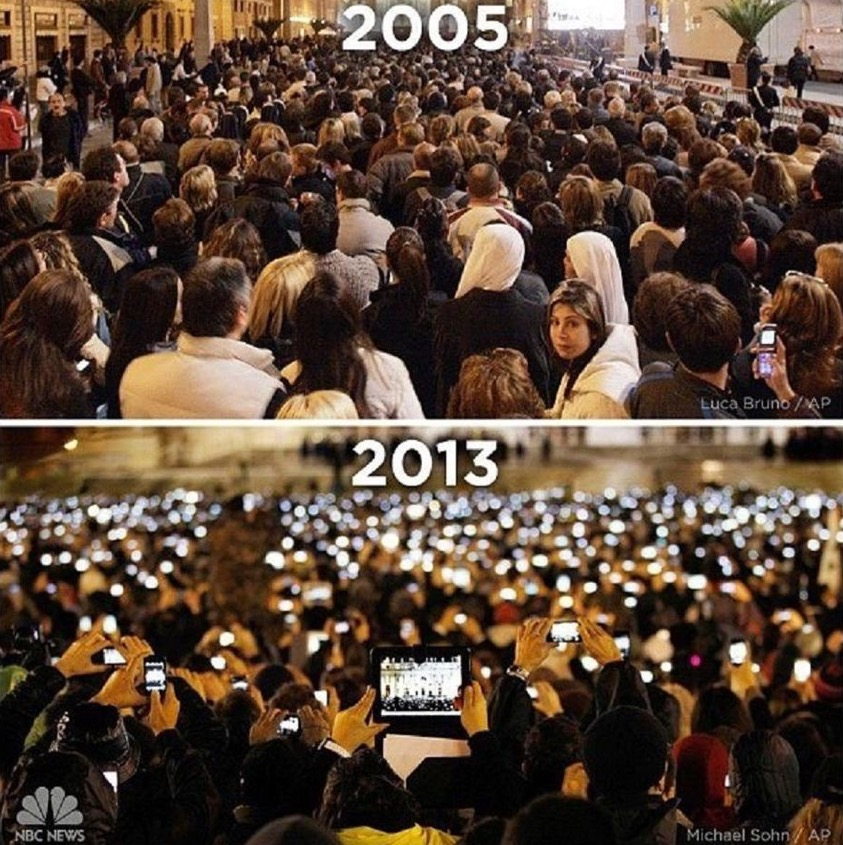 2005
Luca Bruno / AP
2013
NBC NEWS
Michael Sohn / AP